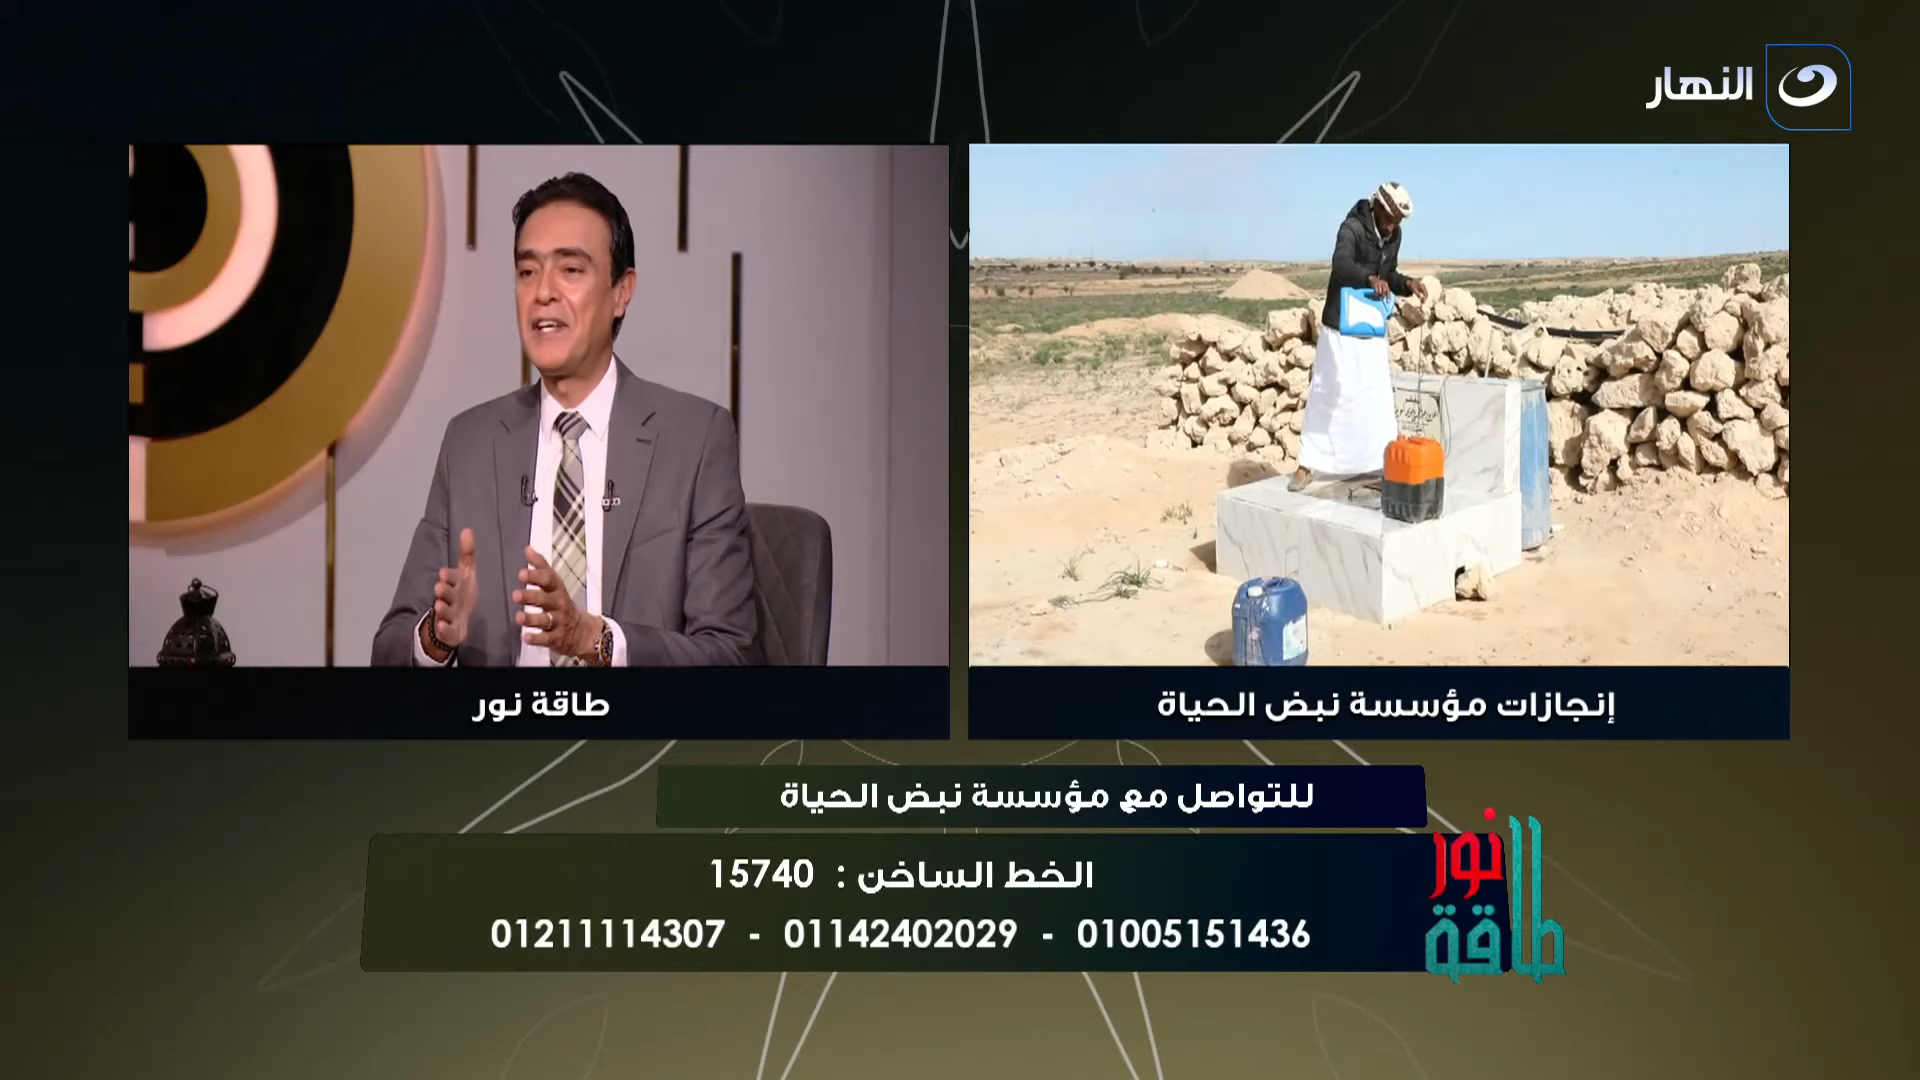 النهار
إنجازات مؤسسة نبض الحياة
طاقة نور
للتواصل مع مؤسسة نبض الحياة
الخط الساخن : 15740
01211114307 - 01142402029 - 01005151436
طاقة نور